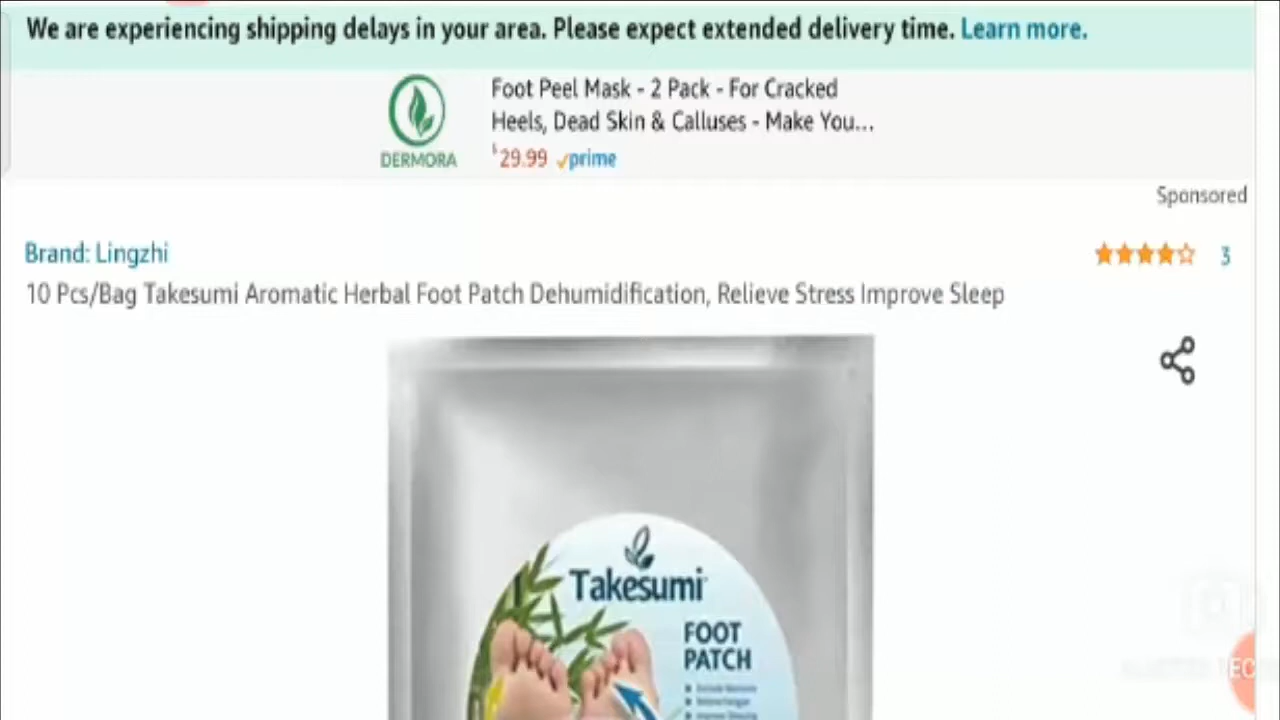 We are experiencing shipping delays in your area. Please expect extended delivery time. Learn more.
Foot Peel Mask - 2 Pack - For Cracked
Heels, Dead Skin & Calluses - Make You...
$29.99 prime
DERMORA
Sponsored
Brand: Lingzhi
3
10 Pcs/Bag Takesumi Aromatic Herbal Foot Patch Dehumidification, Relieve Stress Improve Sleep
Takesumi
FOOT
PATCH